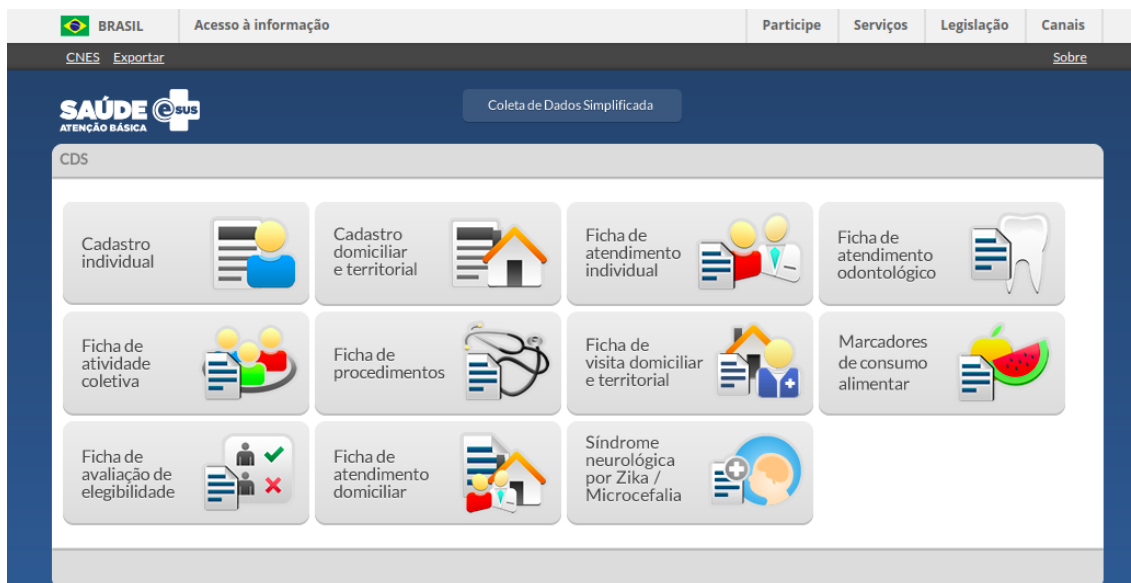 BRASIL
Acesso à informação
Participe
Serviços
Legislação
Canais
CNES
Exportar
Sobre
SAÚDE
e
SUS
ATENÇÃO BÁSICA
Coleta de Dados Simplificada
CDS
Cadastro
individual
Cadastro
domiciliar
e territorial
Ficha de
atendimento
individual
Ficha de
atendimento
odontológico
Ficha de
atividade
coletiva
Ficha de
procedimentos
Ficha de
visita domiciliar
e territorial
Marcadores
de consumo
alimentar
Ficha de
avaliação de
elegibilidade
Ficha de
atendimento
domiciliar
Síndrome
neurológica
por Zika /
Microcefalia